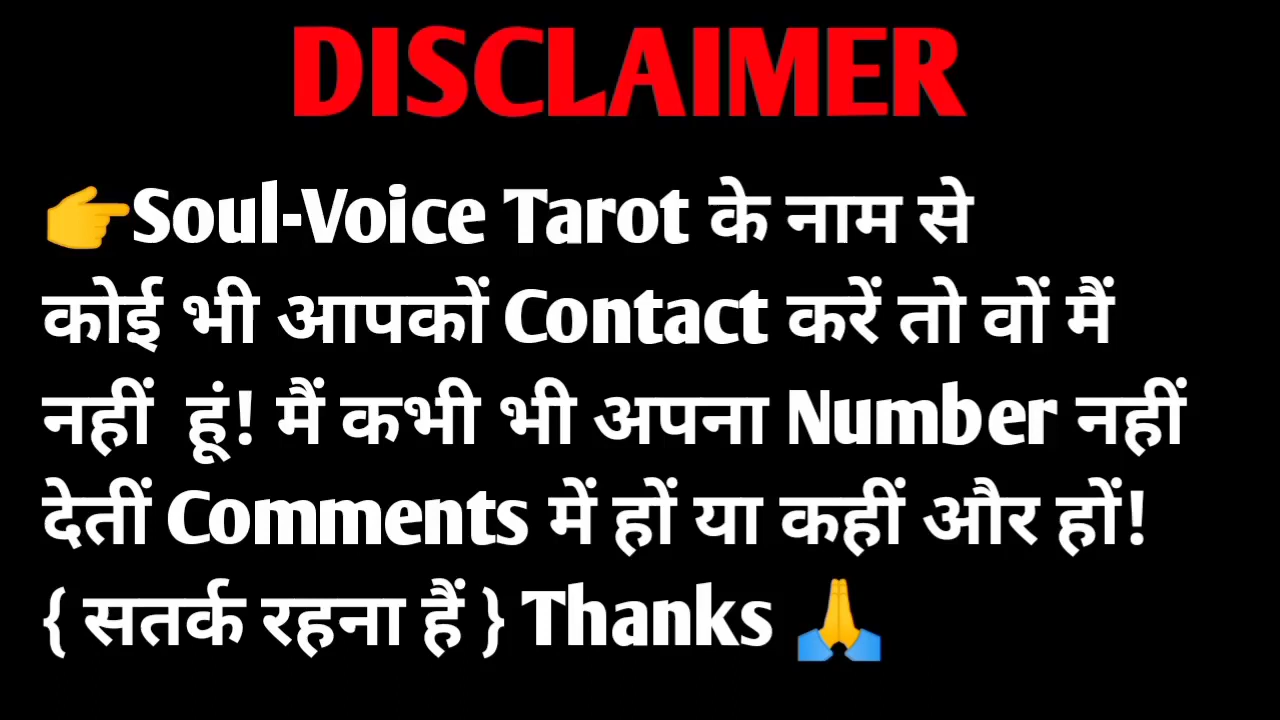 DISCLAIMER
👉Soul-Voice Tarot के नाम से
कोई भी आपकों Contact करें तो वों मैं
नहीं हूं! मैं कभी भी अपना Number नहीं
देतीं Comments में हों या कहीं और हों!
{ सतर्क रहना हैं } Thanks 🙏